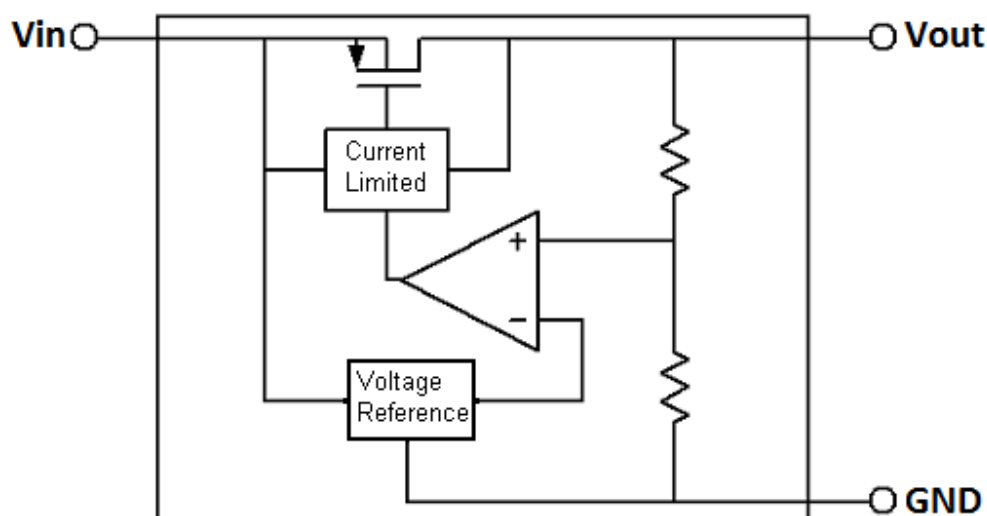 Vin
Vout
Current
Limited
+
−
Voltage
Reference
GND